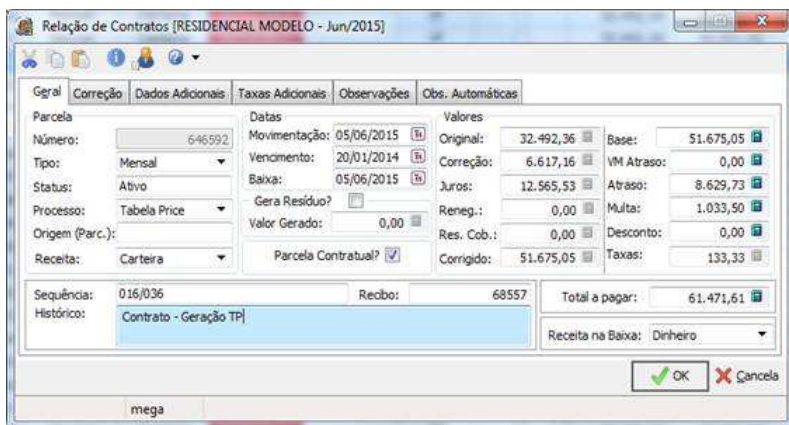 Relação de Contratos [RESIDENCIAL MODELO - Jun/2015]
Geral Correção Dados Adicionais Taxas Adicionais Observações Obs. Automáticas
Parcela
Número: 646592
Tipo: Mensal
Status: Ativo
Processo: Tabela Price
Origem (Parc.):
Receita: Carteira
Datas
Movimentação: 05/06/2015
Vencimento: 20/01/2014
Baixa: 05/06/2015
Gera Resíduo?
Valor Gerado: 0,00
Parcela Contratual?
Valores
Original: 32.492,36
Correção: 6.617,16
Juros: 12.565,53
Reneg.: 0,00
Res. Cob.: 0,00
Corrigido: 51.675,05
Base: 51.675,05
VM Atraso: 0,00
Atraso: 8.629,73
Multa: 1.033,50
Desconto: 0,00
Taxas: 133,33
Sequência: 016/036 Recibo: 68557
Histórico: Contrato - Geração TP
Total a pagar: 61.471,61
Receita na Baixa: Dinheiro
OK Cancela
mega